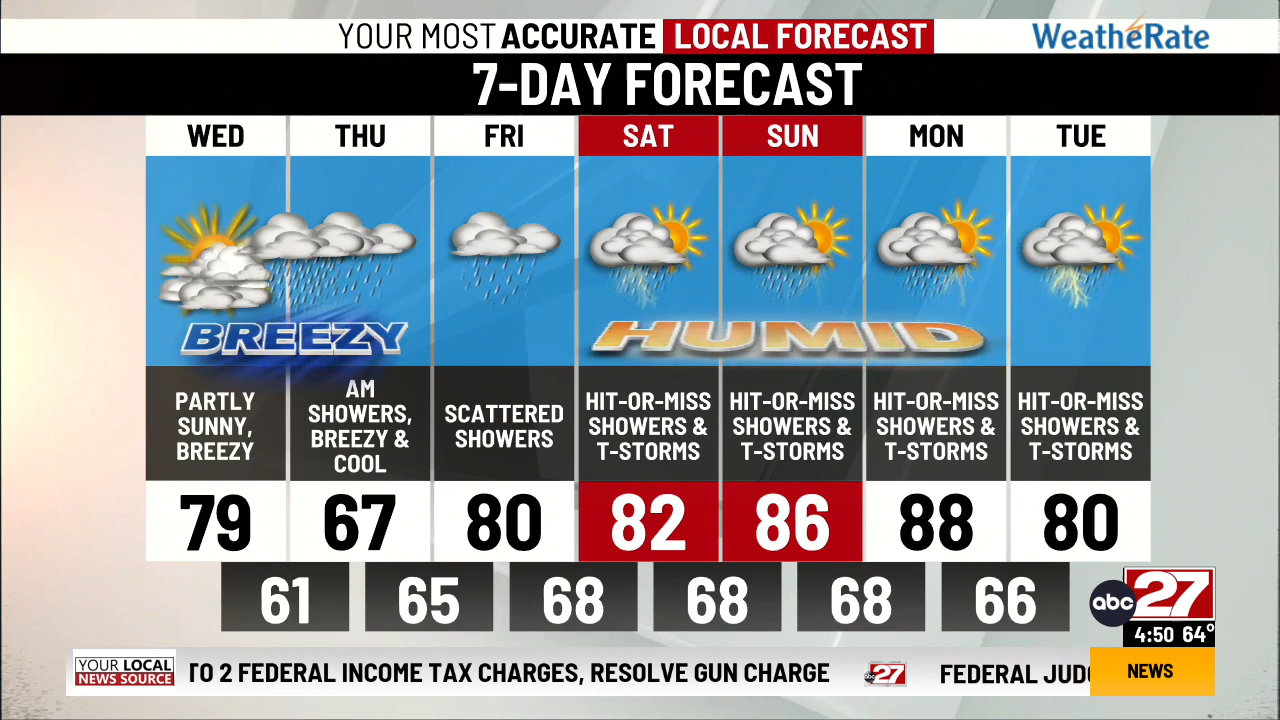 YOUR MOST ACCURATE LOCAL FORECAST
WeatheRate
7-DAY FORECAST
WED THU FRI SAT SUN MON TUE
BREEZY
HUMID
PARTLY
SUNNY,
BREEZY
AM
SHOWERS,
BREEZY &
COOL
SCATTERED
SHOWERS
HIT-OR-MISS
SHOWERS &
T-STORMS
HIT-OR-MISS
SHOWERS &
T-STORMS
HIT-OR-MISS
SHOWERS &
T-STORMS
HIT-OR-MISS
SHOWERS &
T-STORMS
79 67 80 82 86 88 80
61 65 68 68 68 66
abc 27
4:50 64°
YOUR LOCAL
NEWS SOURCE
TO 2 FEDERAL INCOME TAX CHARGES, RESOLVE GUN CHARGE abc 27 FEDERAL JUDG
NEWS